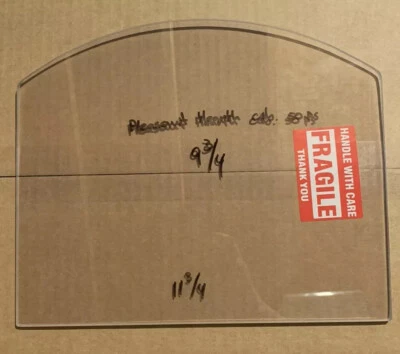 Pleasant Hearth
9 3/4
HANDLE WITH CARE
FRAGILE
THANK YOU
11 3/4